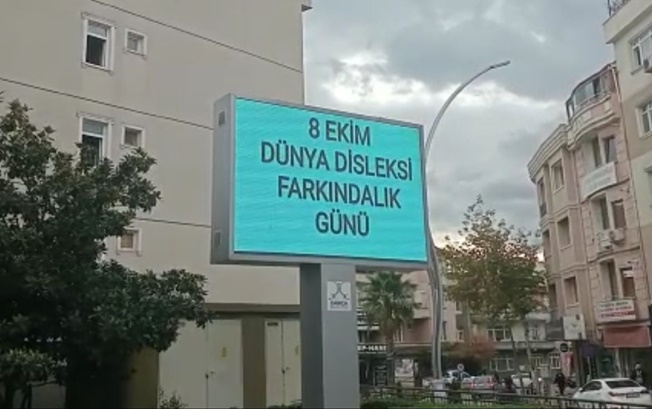 8 EKİM
DÜNYA DİSLEKSİ
FARKINDALIK
GÜNÜ